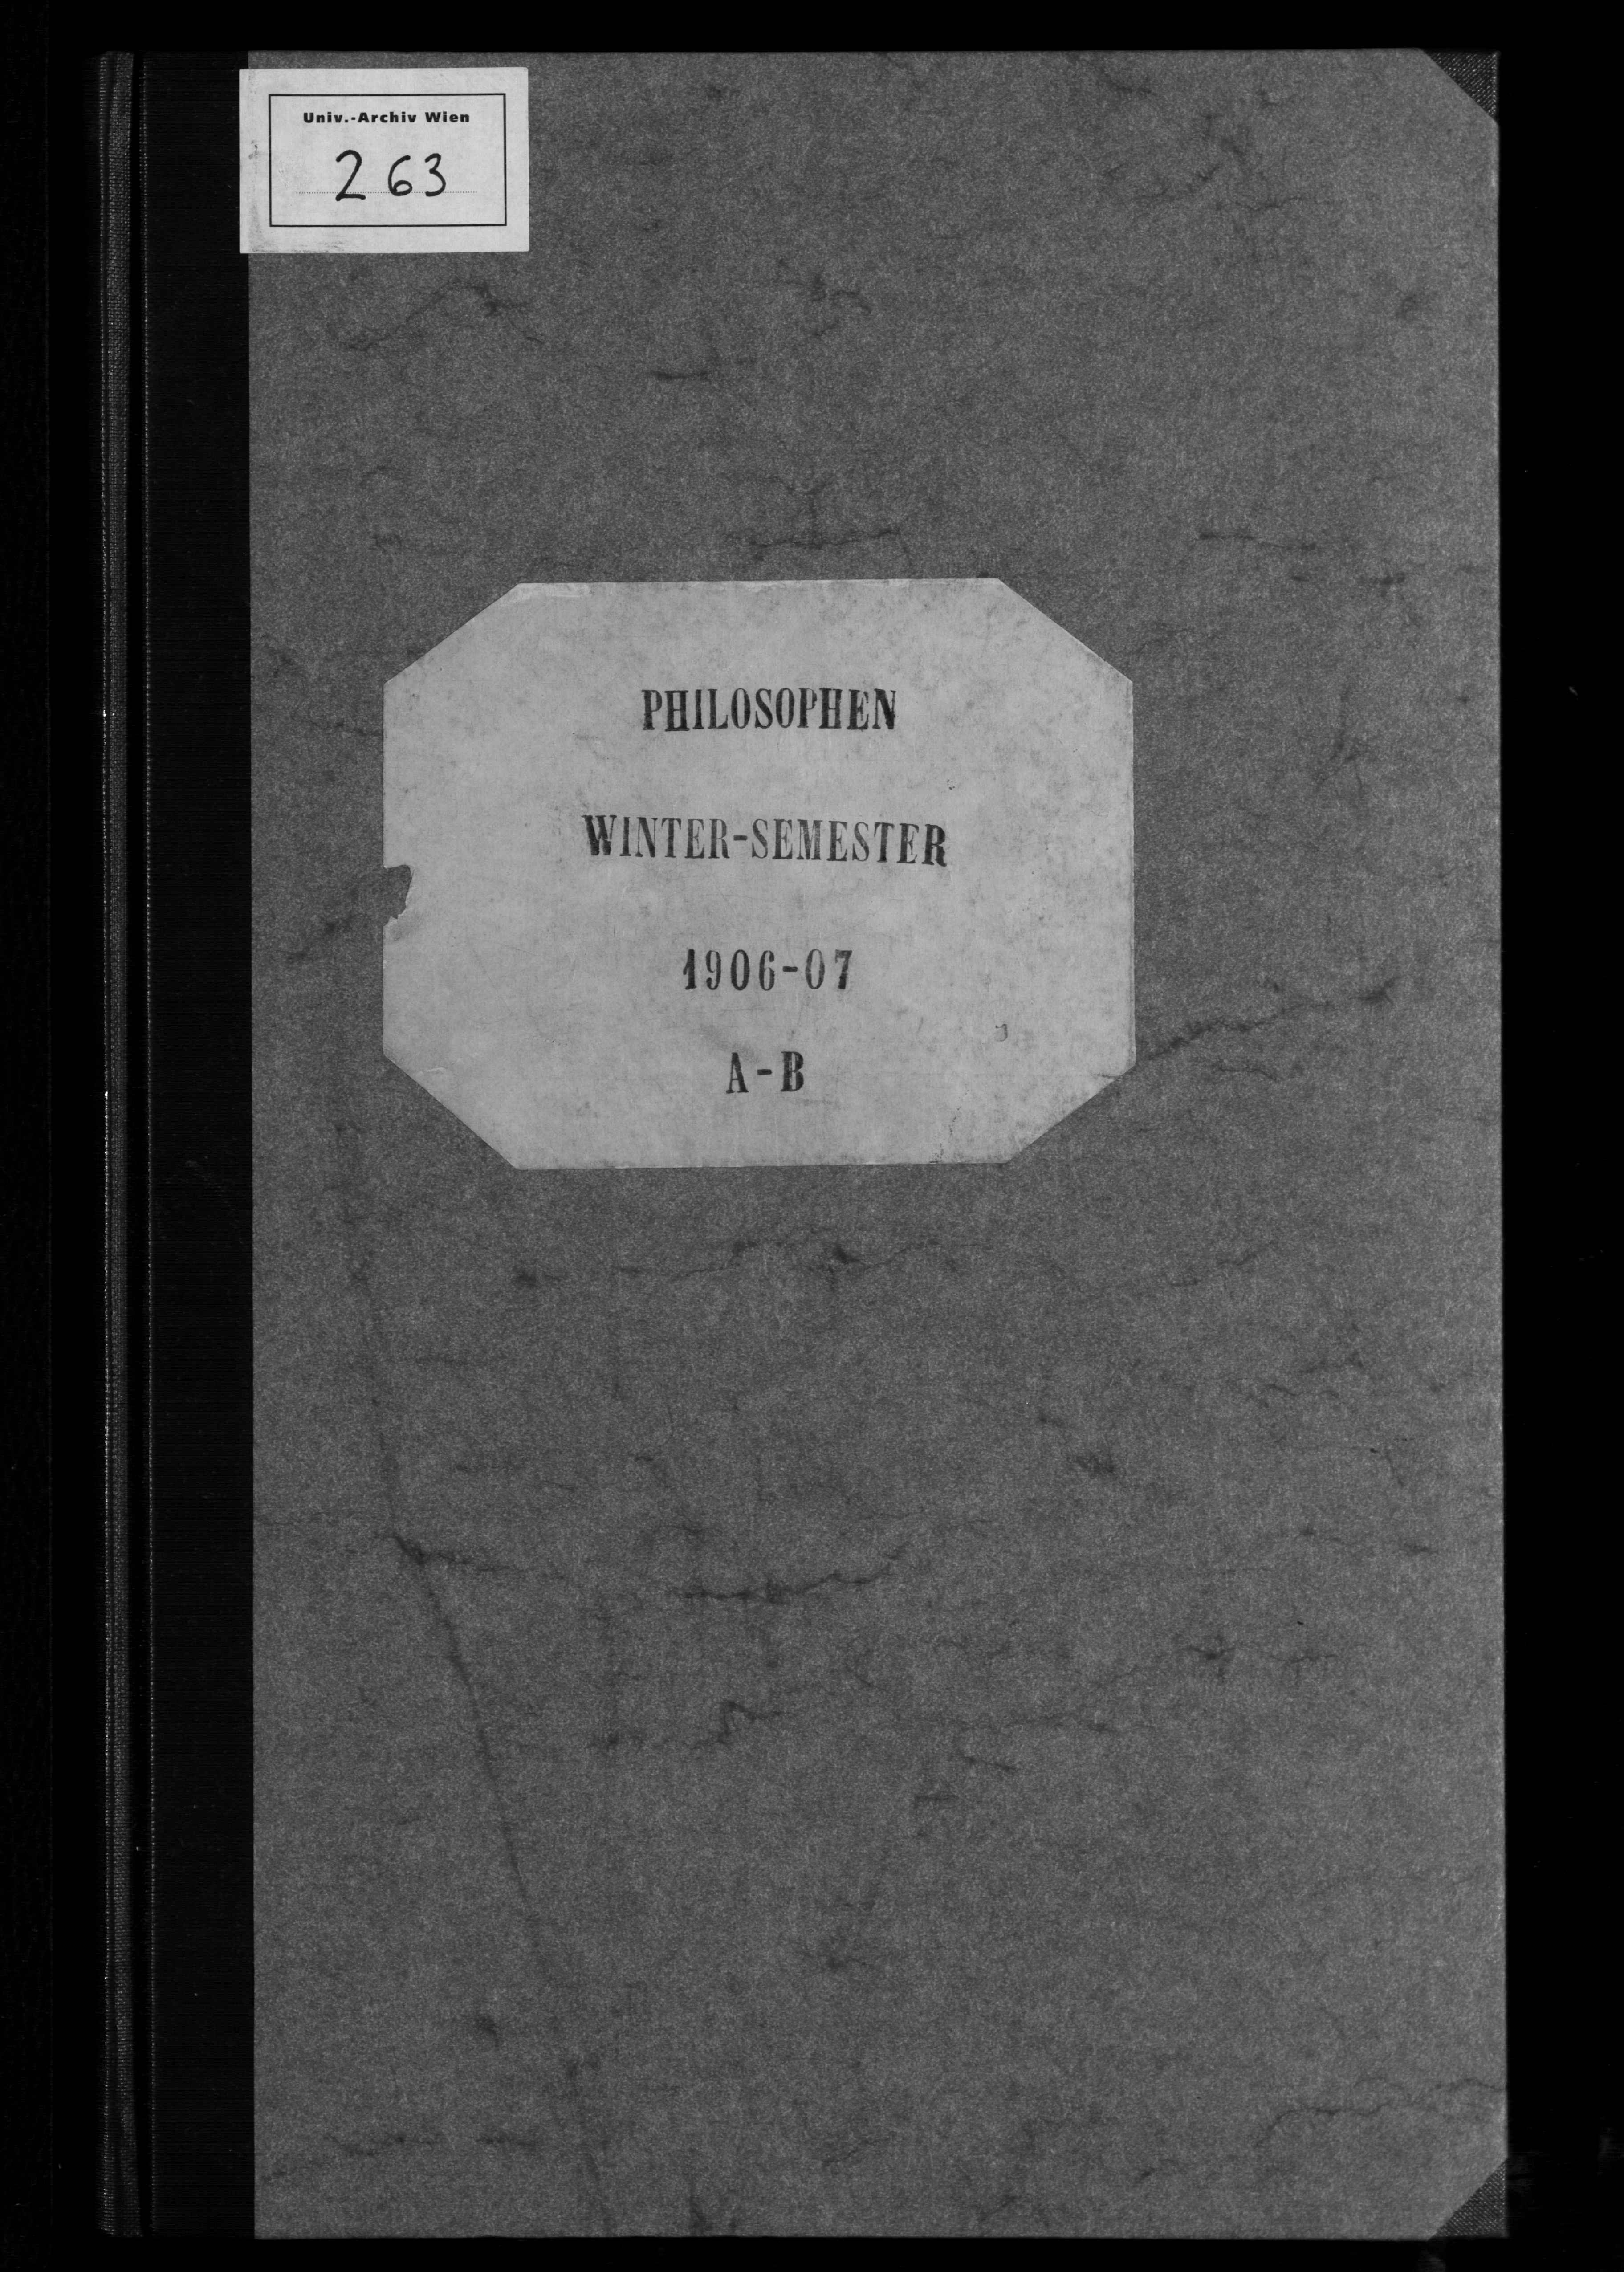 Univ.-Archiv Wien
263
PHILOSOPHEN
WINTER-SEMESTER
1906-07
A-B